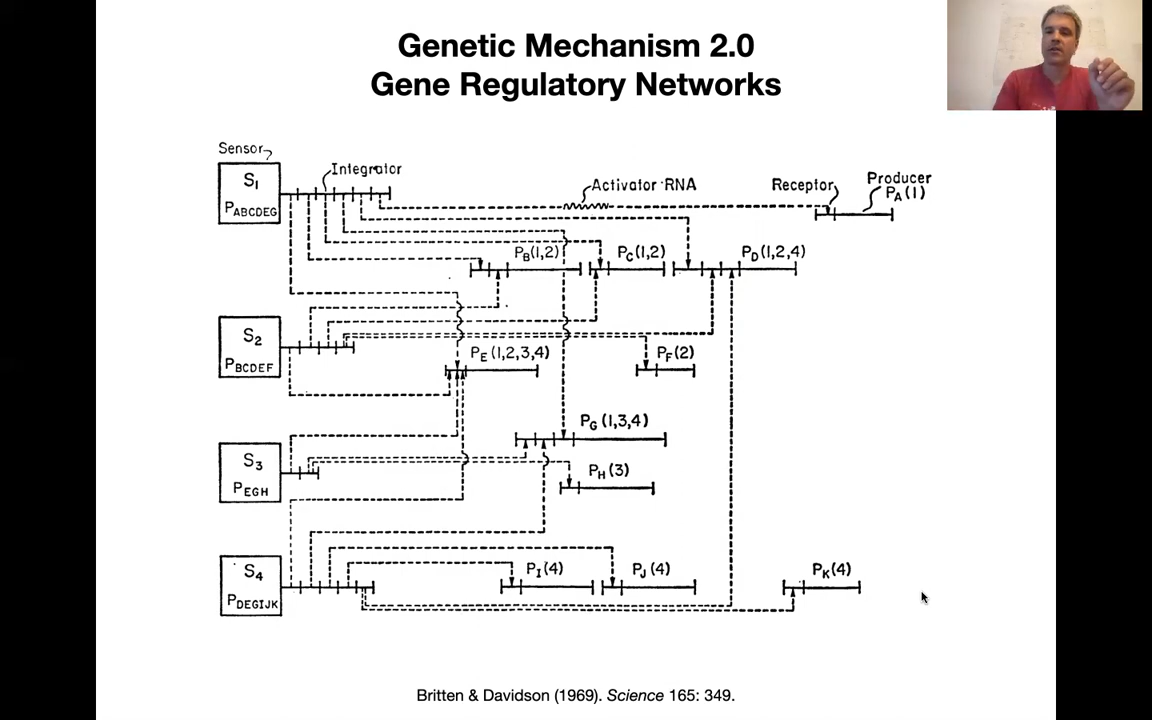 Genetic Mechanism 2.0
Gene Regulatory Networks
Sensor
Integrator
S1
PABCDEG
Activator RNA
Receptor
Producer
PA(1)
PB(1,2)
PC(1,2)
PD(1,2,4)
S2
PBCDEF
PE(1,2,3,4)
PF(2)
PG(1,3,4)
S3
PEGH
PH(3)
S4
PDEGIJK
PI(4)
PJ(4)
PK(4)
Britten & Davidson (1969). Science 165: 349.